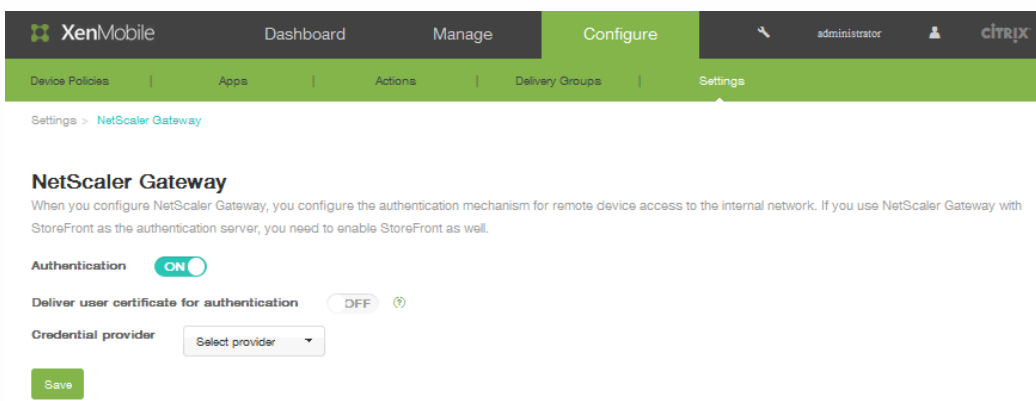 XenMobile Dashboard Manage Configure administrator CİTRIX
Device Policies | Apps | Actions | Delivery Groups | Settings
Settings > NetScaler Gateway
NetScaler Gateway
When you configure NetScaler Gateway, you configure the authentication mechanism for remote device access to the internal network. If you use NetScaler Gateway with
StoreFront as the authentication server, you need to enable StoreFront as well.
Authentication ON
Deliver user certificate for authentication OFF ?
Credential provider Select provider
Save